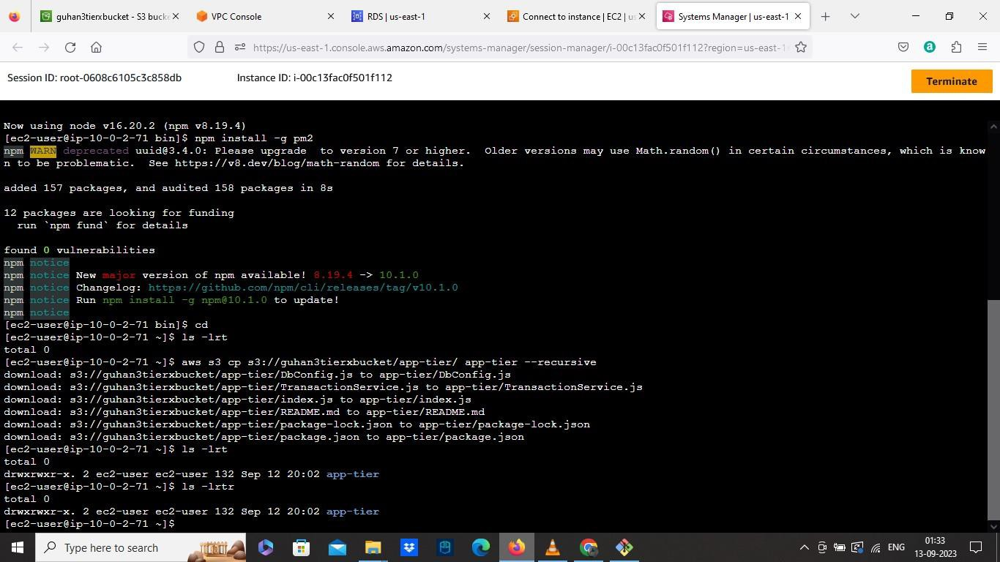 guhan3tierxbucket - S3 bucke
VPC Console
RDS | us-east-1
Connect to instance | EC2 | us
Systems Manager | us-east-1
https://us-east-1.console.aws.amazon.com/systems-manager/session-manager/i-00c13fac0f501f112?region=us-east-1
Session ID: root-0608c6105c3c858db
Instance ID: i-00c13fac0f501f112
Terminate
Now using node v16.20.2 (npm v8.19.4)
[ec2-user@ip-10-0-2-71 bin]$ npm install -g pm2
npm WARN deprecated uuid@3.4.0: Please upgrade  to version 7 or higher.  Older versions may use Math.random() in certain circumstances, which is know
n to be problematic.  See https://v8.dev/blog/math-random for details.
added 157 packages, and audited 158 packages in 8s
12 packages are looking for funding
  run `npm fund` for details
found 0 vulnerabilities
npm notice
npm notice New major version of npm available! 8.19.4 -> 10.1.0
npm notice Changelog: https://github.com/npm/cli/releases/tag/v10.1.0
npm notice Run npm install -g npm@10.1.0 to update!
npm notice
[ec2-user@ip-10-0-2-71 bin]$ cd
[ec2-user@ip-10-0-2-71 ~]$ ls -lrt
total 0
[ec2-user@ip-10-0-2-71 ~]$ aws s3 cp s3://guhan3tierxbucket/app-tier/ app-tier --recursive
download: s3://guhan3tierxbucket/app-tier/DbConfig.js to app-tier/DbConfig.js
download: s3://guhan3tierxbucket/app-tier/TransactionService.js to app-tier/TransactionService.js
download: s3://guhan3tierxbucket/app-tier/index.js to app-tier/index.js
download: s3://guhan3tierxbucket/app-tier/README.md to app-tier/README.md
download: s3://guhan3tierxbucket/app-tier/package-lock.json to app-tier/package-lock.json
download: s3://guhan3tierxbucket/app-tier/package.json to app-tier/package.json
[ec2-user@ip-10-0-2-71 ~]$ ls -lrt
total 0
drwxrwxr-x. 2 ec2-user ec2-user 132 Sep 12 20:02 app-tier
[ec2-user@ip-10-0-2-71 ~]$ ls -lrtr
total 0
drwxrwxr-x. 2 ec2-user ec2-user 132 Sep 12 20:02 app-tier
[ec2-user@ip-10-0-2-71 ~]$
Type here to search
ENG
01:33
13-09-2023